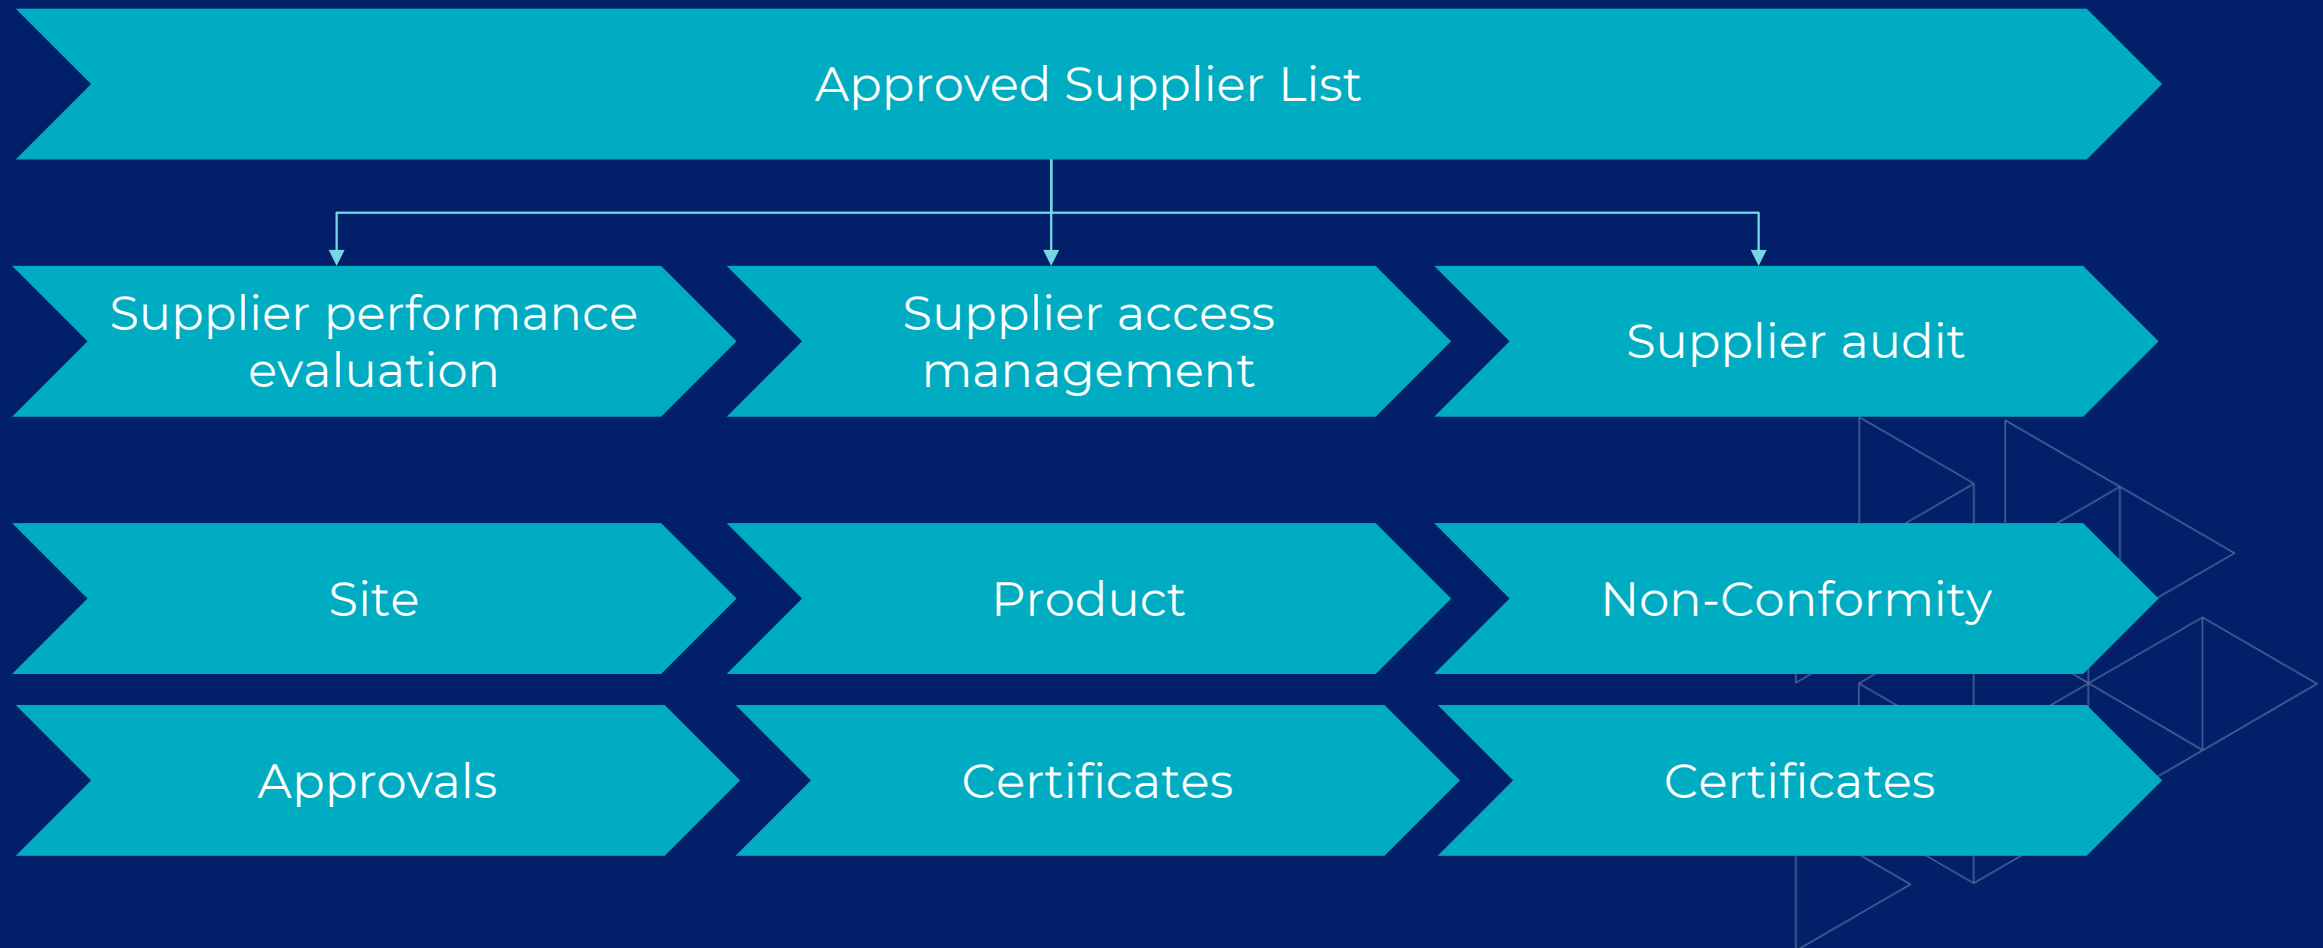 Approved Supplier List
Supplier performance
evaluation
Supplier access
management
Supplier audit
Site
Product
Non-Conformity
Approvals
Certificates
Certificates